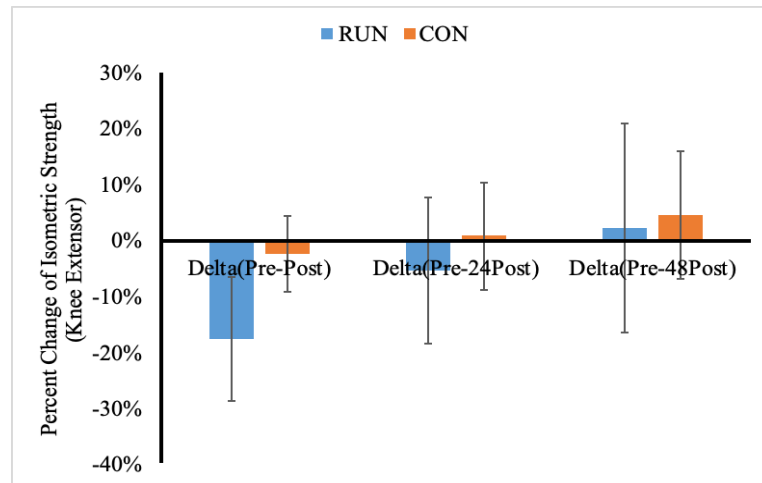 RUN CON
30%
20%
10%
0%
-10%
-20%
-30%
-40%
Percent Change of Isometric Strength
(Knee Extensor)
Delta(Pre-Post) Delta(Pre-24Post) Delta(Pre-48Post)